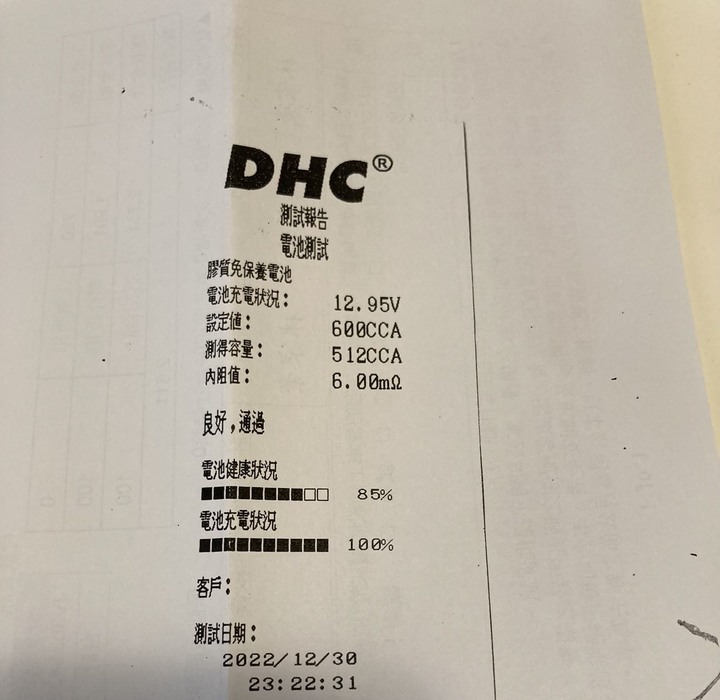 DHC®
測試報告
電池測試
膠質免保養電池
電池充電狀況： 12.95V
設定值： 600CCA
測得容量： 512CCA
內阻值： 6.00mΩ
良好，通過
電池健康狀況
85%
電池充電狀況
100%
客戶：
測試日期：
2022/12/30
23:22:31